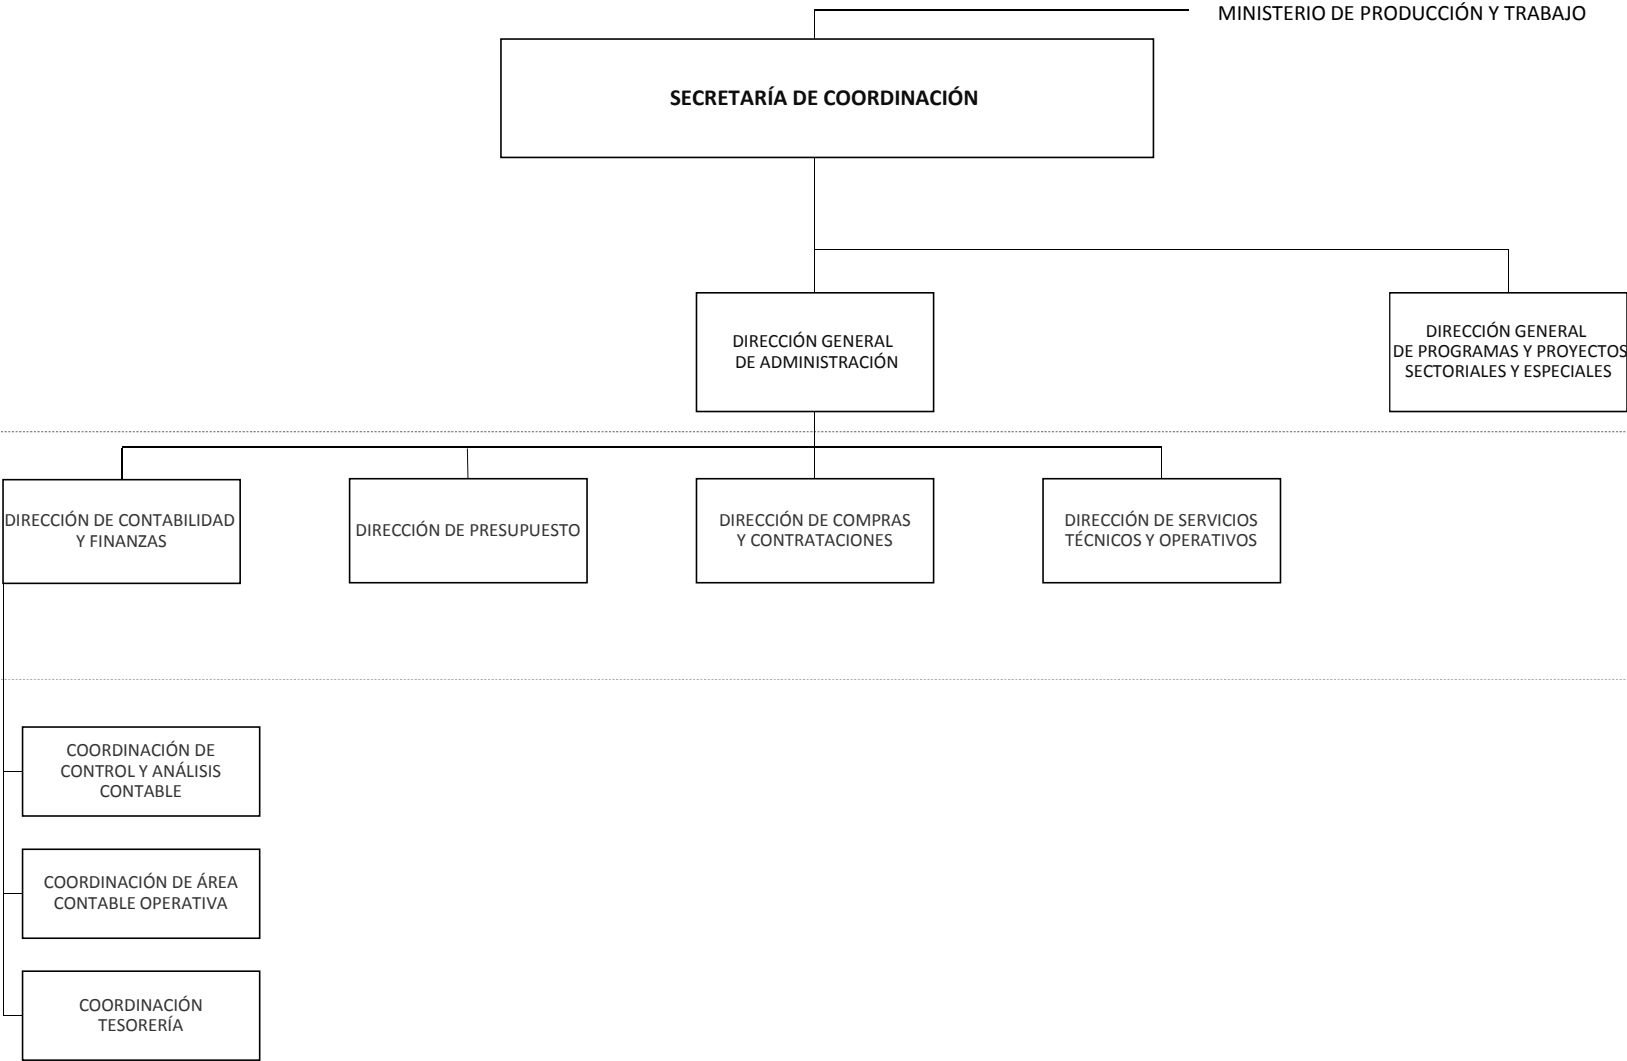 MINISTERIO DE PRODUCCIÓN Y TRABAJO
SECRETARÍA DE COORDINACIÓN
DIRECCIÓN GENERAL
DE ADMINISTRACIÓN
DIRECCIÓN GENERAL
DE PROGRAMAS Y PROYECTOS
SECTORIALES Y ESPECIALES
DIRECCIÓN DE CONTABILIDAD
Y FINANZAS
DIRECCIÓN DE PRESUPUESTO
DIRECCIÓN DE COMPRAS
Y CONTRATACIONES
DIRECCIÓN DE SERVICIOS
TÉCNICOS Y OPERATIVOS
COORDINACIÓN DE
CONTROL Y ANÁLISIS
CONTABLE
COORDINACIÓN DE ÁREA
CONTABLE OPERATIVA
COORDINACIÓN
TESORERÍA